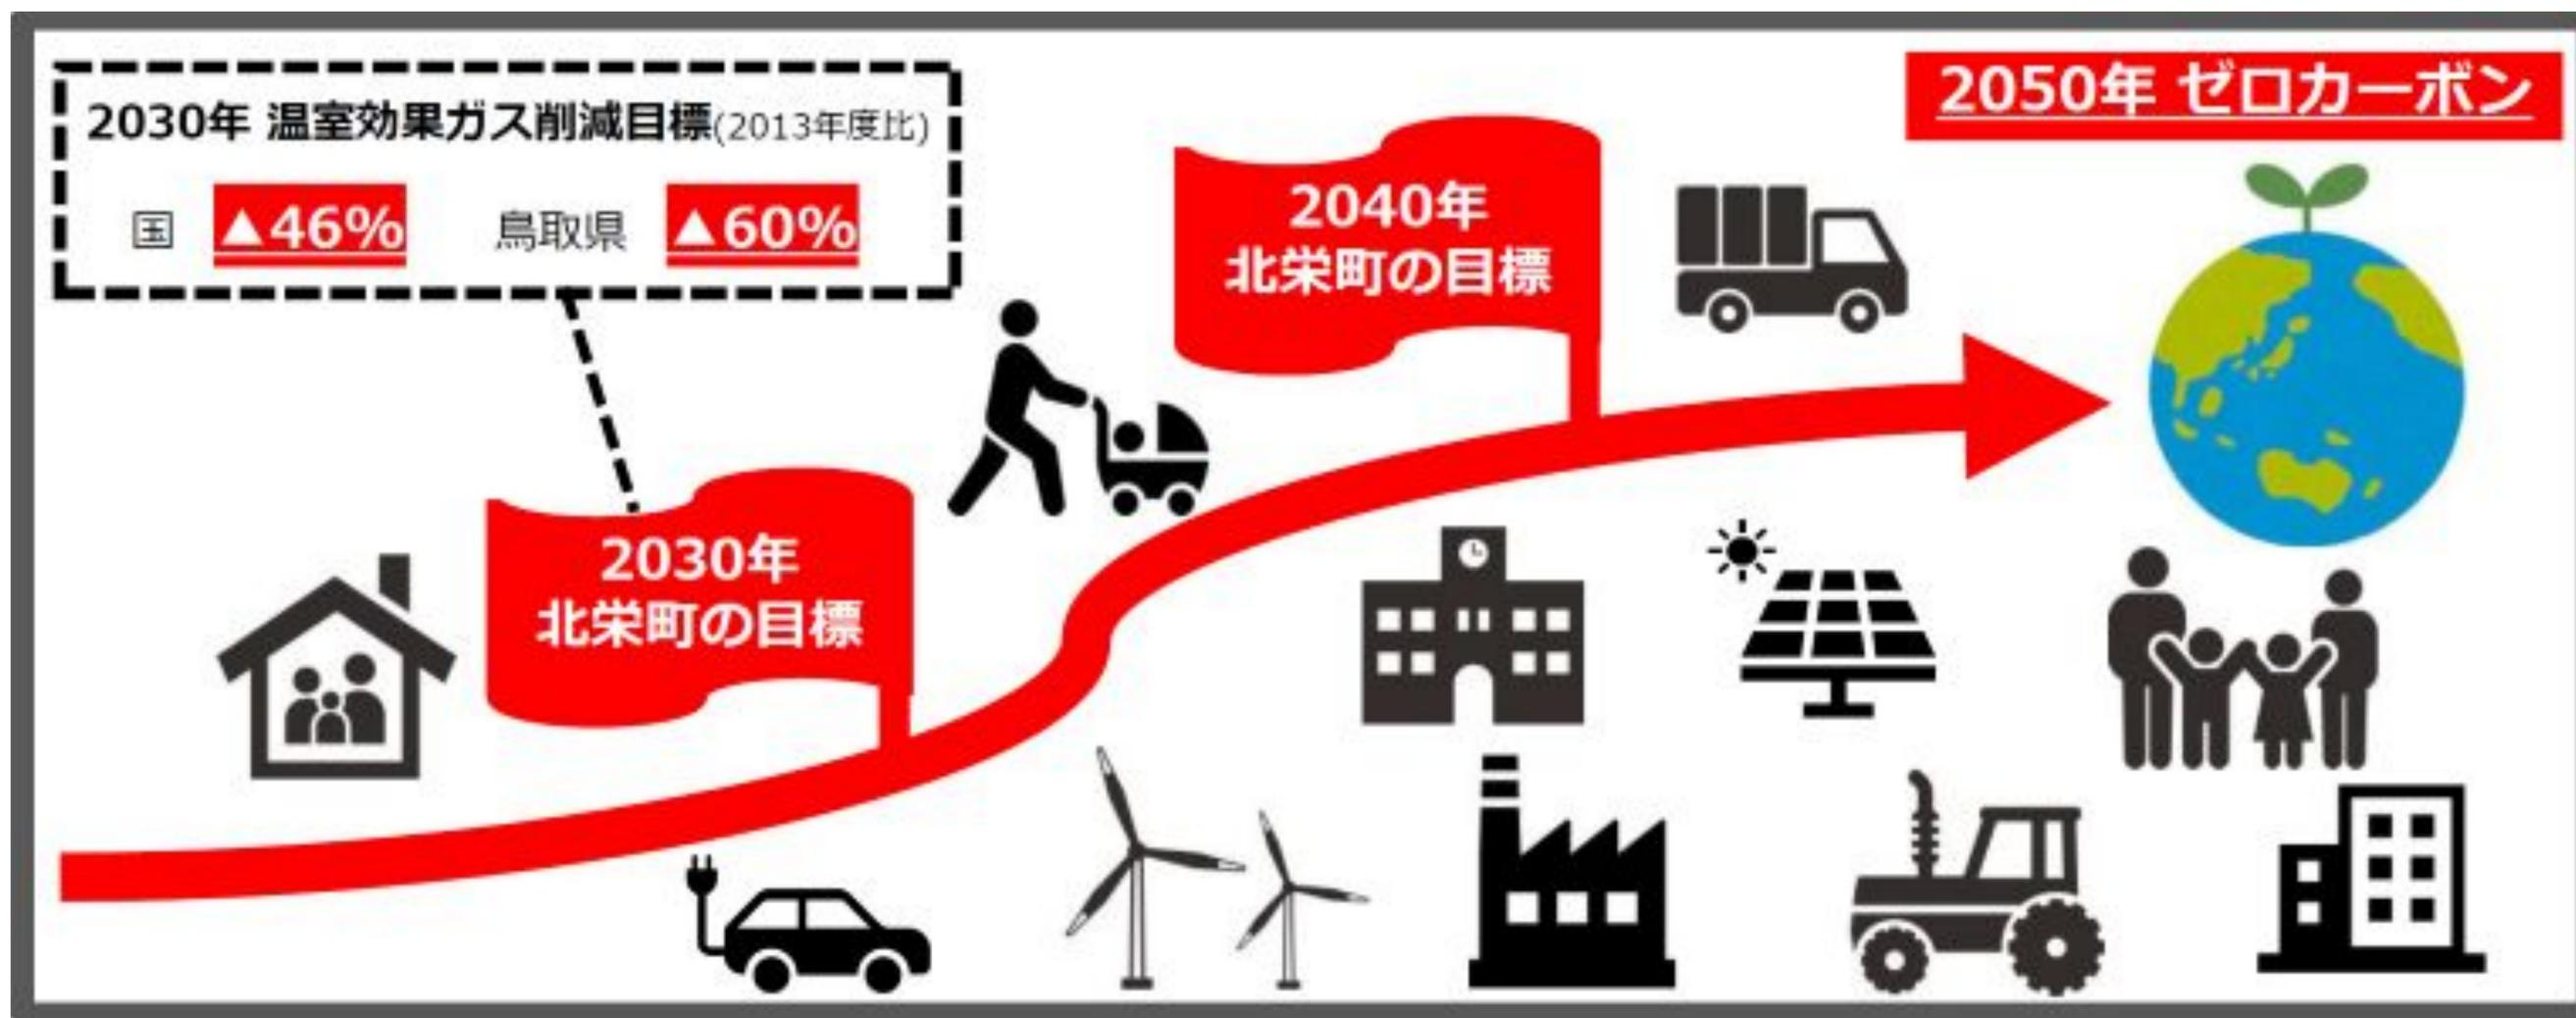 2030年 温室効果ガス削減目標(2013年度比)
国 ▲46% 鳥取県 ▲60%
2030年
北栄町の目標
2040年
北栄町の目標
2050年 ゼロカーボン